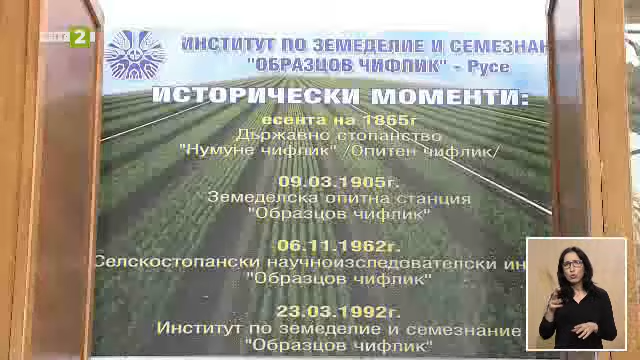 БНТ 2
ИНСТИТУТ ПО ЗЕМЕДЕЛИЕ И СЕМЕЗНАН
"ОБРАЗЦОВ ЧИФЛИК" - Русе
ИСТОРИЧЕСКИ МОМЕНТИ:
есента на 1865г
Държавно стопанство
"Нумуне чифлик" /Опитен чифлик/
09.03.1905г.
Земеделска опитна станция
"Образцов чифлик"
06.11.1962г.
Селскостопански научноизследователски ин
"Образцов чифлик"
23.03.1992г.
Институт по земеделие и семезнание
"Образцов чифлик"